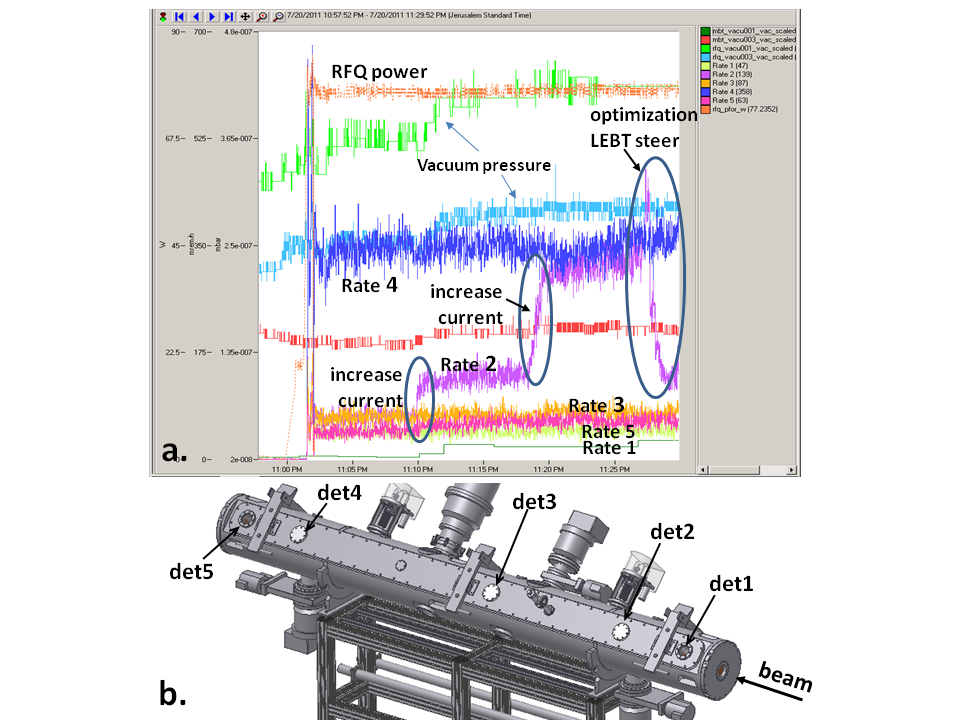 7/20/2011 10:57:52 PM - 7/20/2011 11:29:52 PM (Jerusalem Standard Time)
90- 700- 4.8e-007
67.5- 525- 3.65e-007
W 45- mrem/h 350- mbar 2.5e-007
22.5- 175- 1.35e-007
0- 0- 2e-008
11:00 PM 11:05 PM 11:10 PM 11:15 PM 11:20 PM 11:25 PM
mbt_vacu001_vac_scaled
mbt_vacu003_vac_scaled
rfq_vacu001_vac_scaled (
rfq_vacu003_vac_scaled (
Rate 1 (47)
Rate 2 (139)
Rate 3 (87)
Rate 4 (358)
Rate 5 (63)
rfq_pfor_w (77.2352)
RFQ power
optimization
LEBT steer
Vacuum pressure
Rate 4
increase
current
increase
current
Rate 2
Rate 3
Rate 5
Rate 1
a.
det4
det3
det2
det5
det1
beam
b.